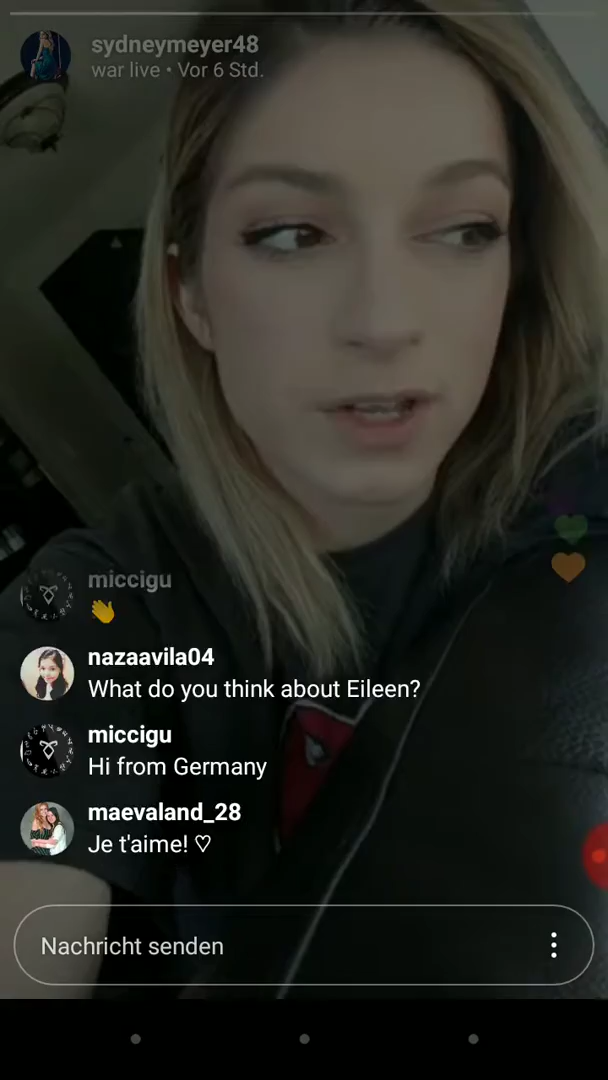 sydneymeyer48
war live • Vor 6 Std.
miccigu
👋
nazaavila04
What do you think about Eileen?
miccigu
Hi from Germany
maevaland_28
Je t'aime! ♡
Nachricht senden